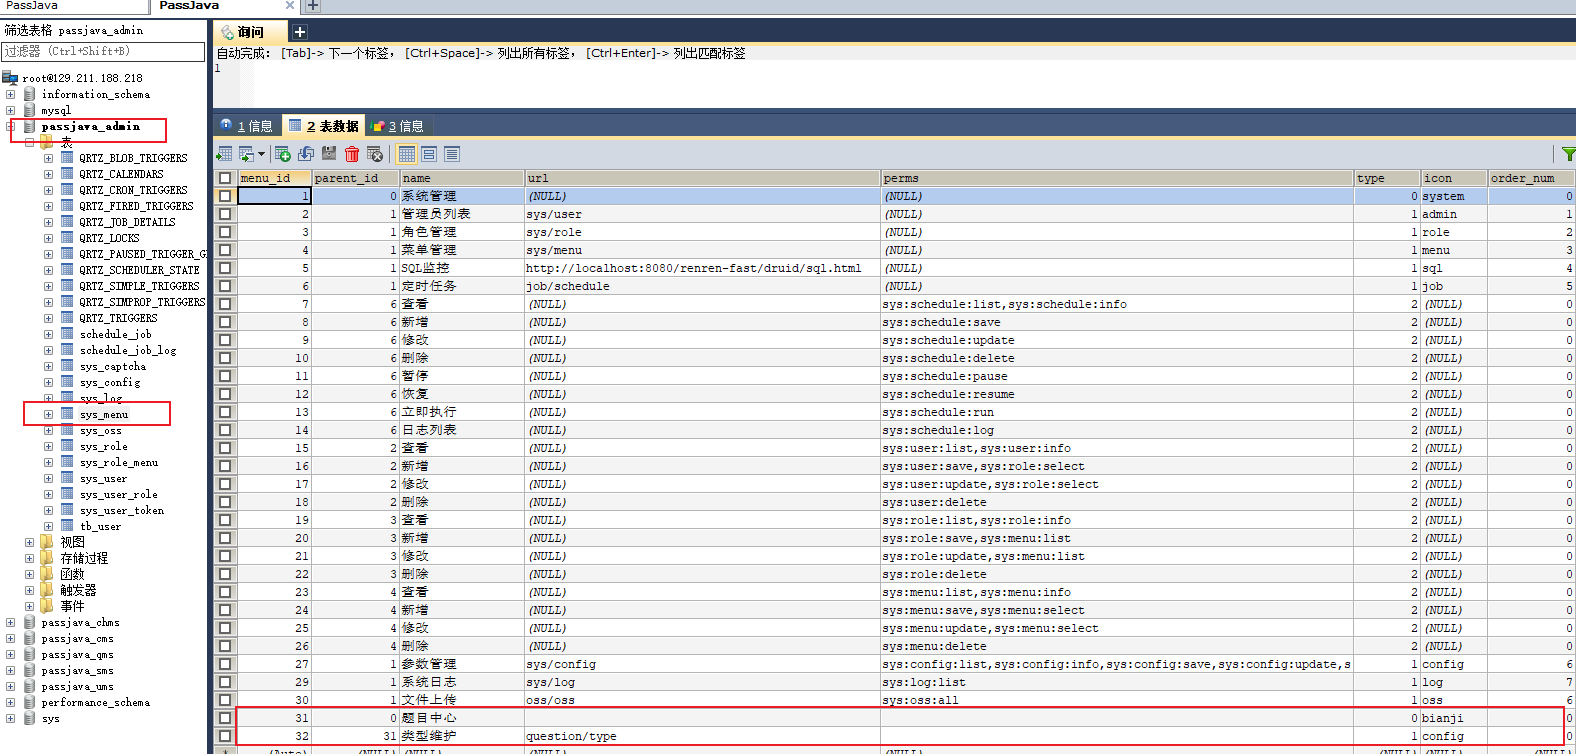 PassJava
PassJava
筛选表格 passjava_admin
过滤器 (Ctrl+Shift+B)
root@129.211.188.218
information_schema
mysql
passjava_admin
表
QRTZ_BLOB_TRIGGERS
QRTZ_CALENDARS
QRTZ_CRON_TRIGGERS
QRTZ_FIRED_TRIGGERS
QRTZ_JOB_DETAILS
QRTZ_LOCKS
QRTZ_PAUSED_TRIGGER_G
QRTZ_SCHEDULER_STATE
QRTZ_SIMPLE_TRIGGERS
QRTZ_SIMPROP_TRIGGERS
QRTZ_TRIGGERS
schedule_job
schedule_job_log
sys_captcha
sys_config
sys_log
sys_menu
sys_oss
sys_role
sys_role_menu
sys_user
sys_user_role
sys_user_token
tb_user
视图
存储过程
函数
触发器
事件
passjava_chms
passjava_cms
passjava_qms
passjava_sms
passjava_ums
performance_schema
sys
询问
自动完成: [Tab]-> 下一个标签, [Ctrl+Space]-> 列出所有标签, [Ctrl+Enter]-> 列出匹配标签
1
1 信息 2 表数据 3 信息
menu_id parent_id name url perms type icon order_num
1 0 系统管理 (NULL) (NULL) 0 system 0
2 1 管理员列表 sys/user (NULL) 1 admin 1
3 1 角色管理 sys/role (NULL) 1 role 2
4 1 菜单管理 sys/menu (NULL) 1 menu 3
5 1 SQL监控 http://localhost:8080/renren-fast/druid/sql.html (NULL) 1 sql 4
6 1 定时任务 job/schedule (NULL) 1 job 5
7 6 查看 (NULL) sys:schedule:list,sys:schedule:info 2 (NULL) 0
8 6 新增 (NULL) sys:schedule:save 2 (NULL) 0
9 6 修改 (NULL) sys:schedule:update 2 (NULL) 0
10 6 删除 (NULL) sys:schedule:delete 2 (NULL) 0
11 6 暂停 (NULL) sys:schedule:pause 2 (NULL) 0
12 6 恢复 (NULL) sys:schedule:resume 2 (NULL) 0
13 6 立即执行 (NULL) sys:schedule:run 2 (NULL) 0
14 6 日志列表 (NULL) sys:schedule:log 2 (NULL) 0
15 2 查看 (NULL) sys:user:list,sys:user:info 2 (NULL) 0
16 2 新增 (NULL) sys:user:save,sys:role:select 2 (NULL) 0
17 2 修改 (NULL) sys:user:update,sys:role:select 2 (NULL) 0
18 2 删除 (NULL) sys:user:delete 2 (NULL) 0
19 3 查看 (NULL) sys:role:list,sys:role:info 2 (NULL) 0
20 3 新增 (NULL) sys:role:save,sys:menu:list 2 (NULL) 0
21 3 修改 (NULL) sys:role:update,sys:menu:list 2 (NULL) 0
22 3 删除 (NULL) sys:role:delete 2 (NULL) 0
23 4 查看 (NULL) sys:menu:list,sys:menu:info 2 (NULL) 0
24 4 新增 (NULL) sys:menu:save,sys:menu:select 2 (NULL) 0
25 4 修改 (NULL) sys:menu:update,sys:menu:select 2 (NULL) 0
26 4 删除 (NULL) sys:menu:delete 2 (NULL) 0
27 1 参数管理 sys/config sys:config:list,sys:config:info,sys:config:save,sys:config:update,s 1 config 6
29 1 系统日志 sys/log sys:log:list 1 log 7
30 1 文件上传 oss/oss sys:oss:all 1 oss 6
31 0 题目中心 0 bianji 0
32 31 类型维护 question/type 1 config 0
* (Auto) (NULL) (NULL) (NULL) (NULL) (NULL) (NULL) (NULL)